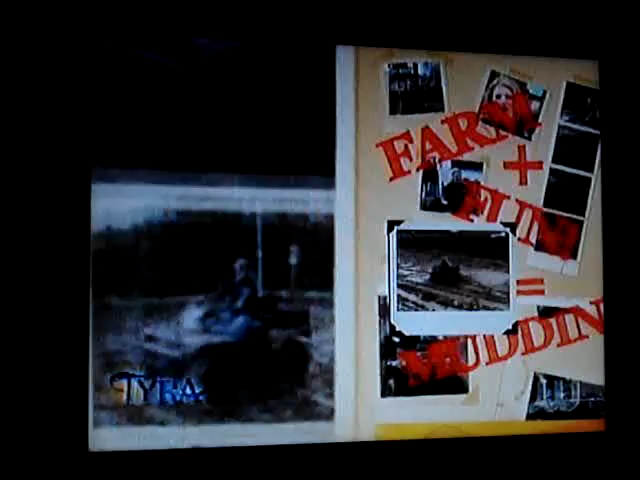 FARM
+
FUN
=
MUDDIN
TYRA